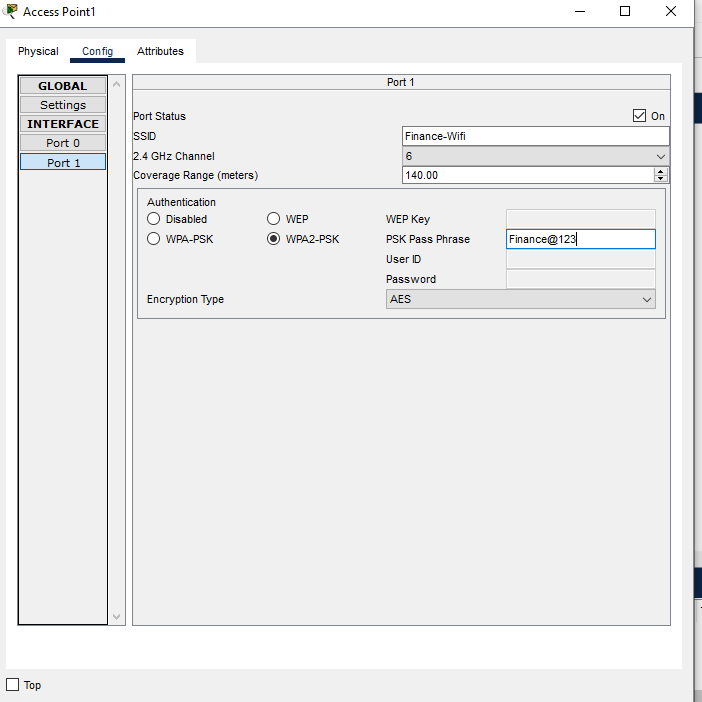 Access Point1
Physical Config Attributes
GLOBAL
Settings
INTERFACE
Port 0
Port 1
Port 1
Port Status On
SSID Finance-Wifi
2.4 GHz Channel 6
Coverage Range (meters) 140.00
Authentication
Disabled WEP WEP Key
WPA-PSK WPA2-PSK PSK Pass Phrase Finance@123
User ID
Password
Encryption Type AES
Top